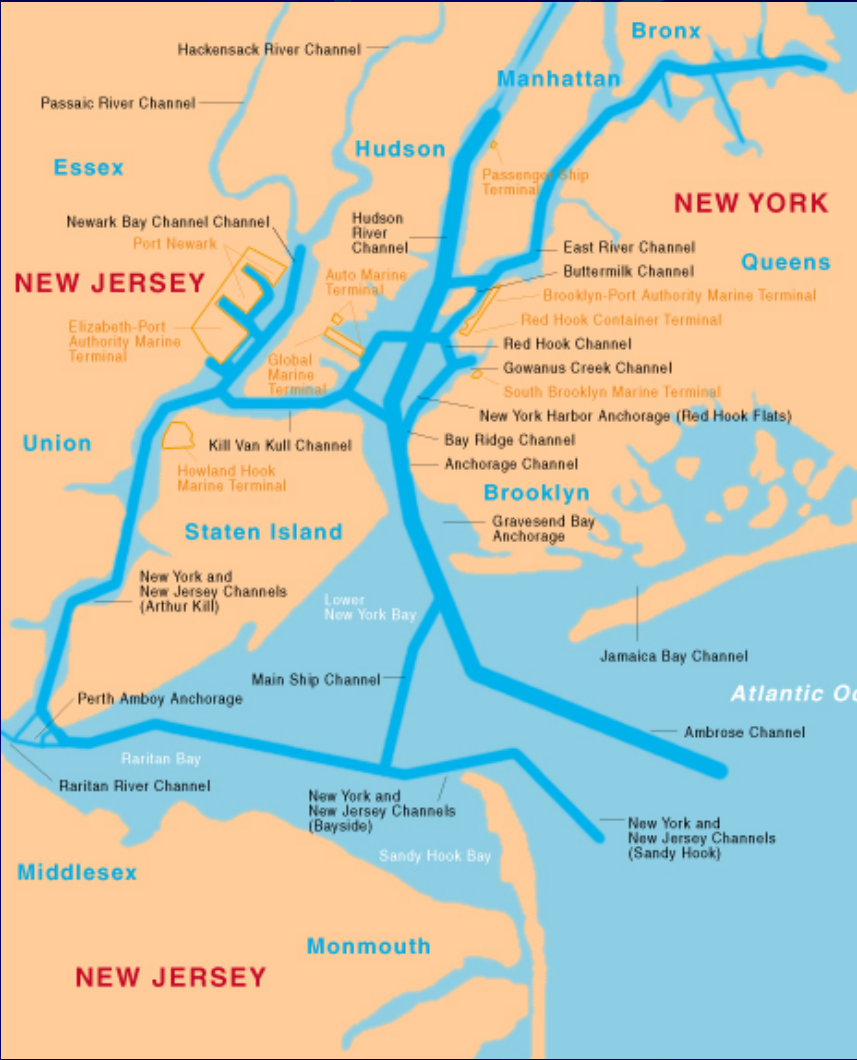 Bronx
Hackensack River Channel
Manhattan
Passaic River Channel
Hudson
Essex
Passenger Ship
Terminal
NEW YORK
Newark Bay Channel Channel
Hudson
River
Channel
Port Newark
East River Channel
Queens
Buttermilk Channel
NEW JERSEY
Auto Marine
Terminal
Brooklyn-Port Authority Marine Terminal
Red Hook Container Terminal
Elizabeth-Port
Authority Marine
Terminal
Red Hook Channel
Global
Marine
Terminal
Gowanus Creek Channel
South Brooklyn Marine Terminal
New York Harbor Anchorage (Red Hook Flats)
Union
Kill Van Kull Channel
Bay Ridge Channel
Anchorage Channel
Howland Hook
Marine Terminal
Brooklyn
Staten Island
Gravesend Bay
Anchorage
New York and
New Jersey Channels
(Arthur Kill)
Lower
New York Bay
Jamaica Bay Channel
Main Ship Channel
Perth Amboy Anchorage
Atlantic Oc
Ambrose Channel
Raritan Bay
Raritan River Channel
New York and
New Jersey Channels
(Bayside)
New York and
New Jersey Channels
(Sandy Hook)
Sandy Hook Bay
Middlesex
Monmouth
NEW JERSEY